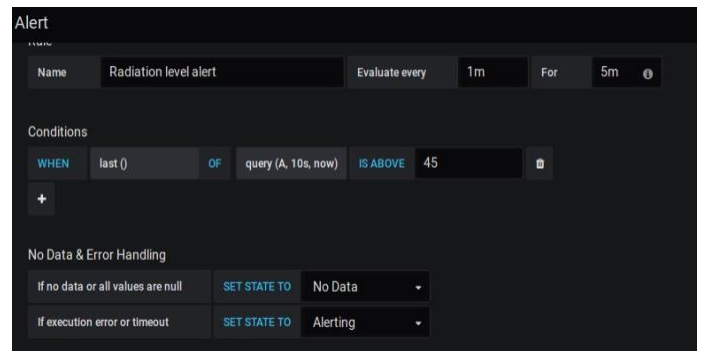 Alert
Rule
Name Radiation level alert Evaluate every 1m For 5m
Conditions
WHEN last () OF query (A, 10s, now) IS ABOVE 45
+
No Data & Error Handling
If no data or all values are null SET STATE TO No Data
If execution error or timeout SET STATE TO Alerting